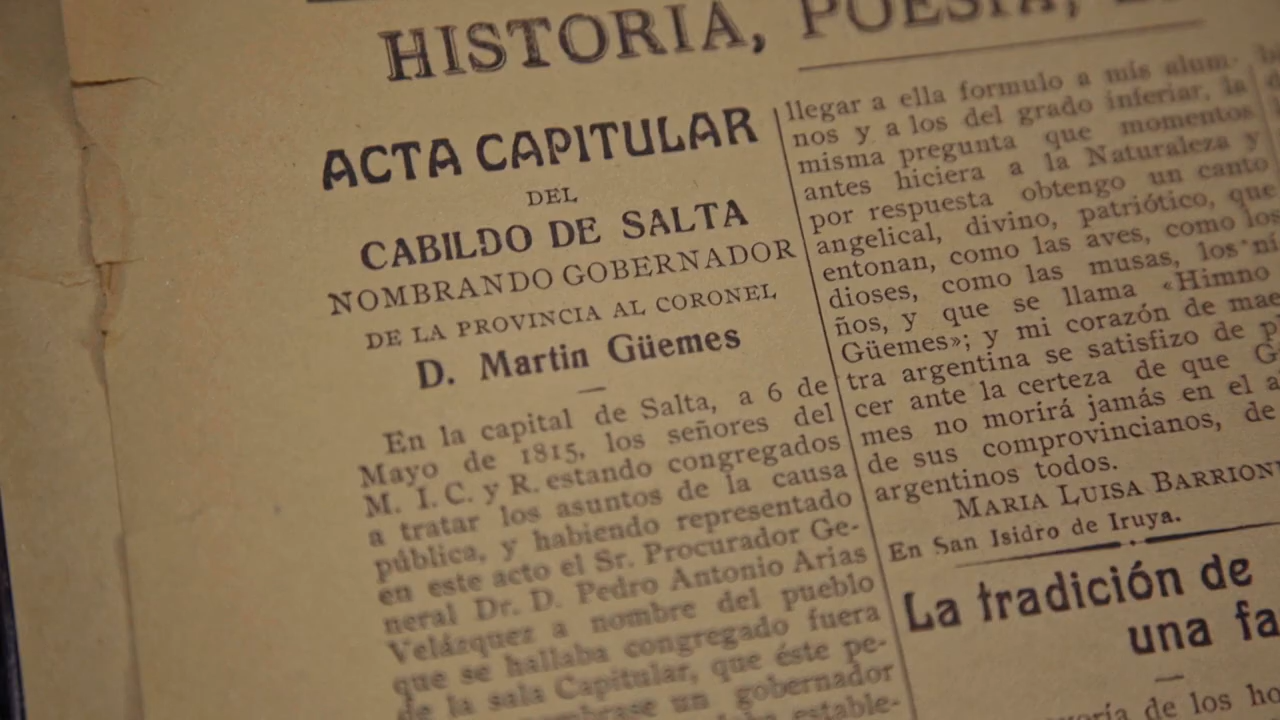 HISTORIA, POESIA,
ACTA CAPITULAR
DEL
CABILDO DE SALTA
NOMBRANDO GOBERNADOR
DE LA PROVINCIA AL CORONEL
D. Martin Güemes
En la capital de Salta, a 6 de
Mayo de 1815, los señores del
M. I. C. y R. estando congregados
a tratar los asuntos de la causa
pública, y habiendo representado
en este acto el Sr. Procurador Ge-
neral Dr. D. Pedro Antonio Arias
Velázquez a nombre del pueblo
que se hallaba congregado fuera
de la sala Capitular, que éste pe-
un gobernador
estable-
llegar a ella formulo a mis alum-
nos y a los del grado inferiar, la
misma pregunta que momentos
antes hiciera a la Naturaleza y
por respuesta obtengo un canto
angelical, divino, patriótico, que
entonan, como las aves, como los
dioses, como las musas, los ni
ños, y que se llama «Himno
Güemes»; y mi corazón de mae
tra argentina se satisfizo de p
cer ante la certeza de que G
mes no morirá jamás en el a
de sus comprovincianos, de
argentinos todos.
MARIA LUISA BARRION
En San Isidro de Iruya.
La tradición de
una fa
oría de los ho